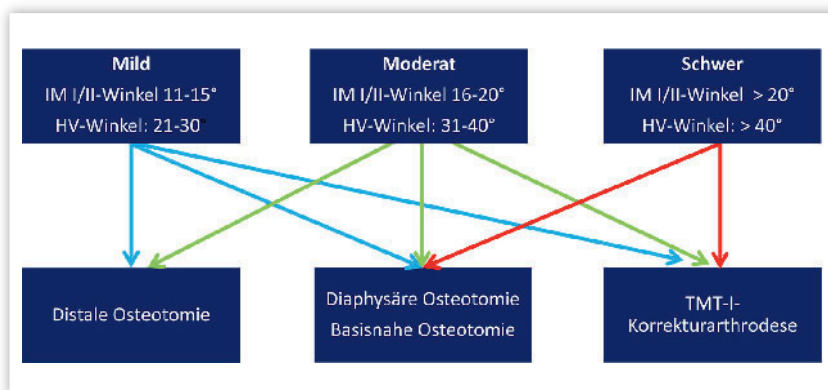 Mild
IM I/II-Winkel 11-15°
HV-Winkel: 21-30°
Moderat
IM I/II-Winkel 16-20°
HV-Winkel: 31-40°
Schwer
IM I/II-Winkel > 20°
HV-Winkel: > 40°
Distale Osteotomie
Diaphysäre Osteotomie
Basisnahe Osteotomie
TMT-I-
Korrekturarthrodese